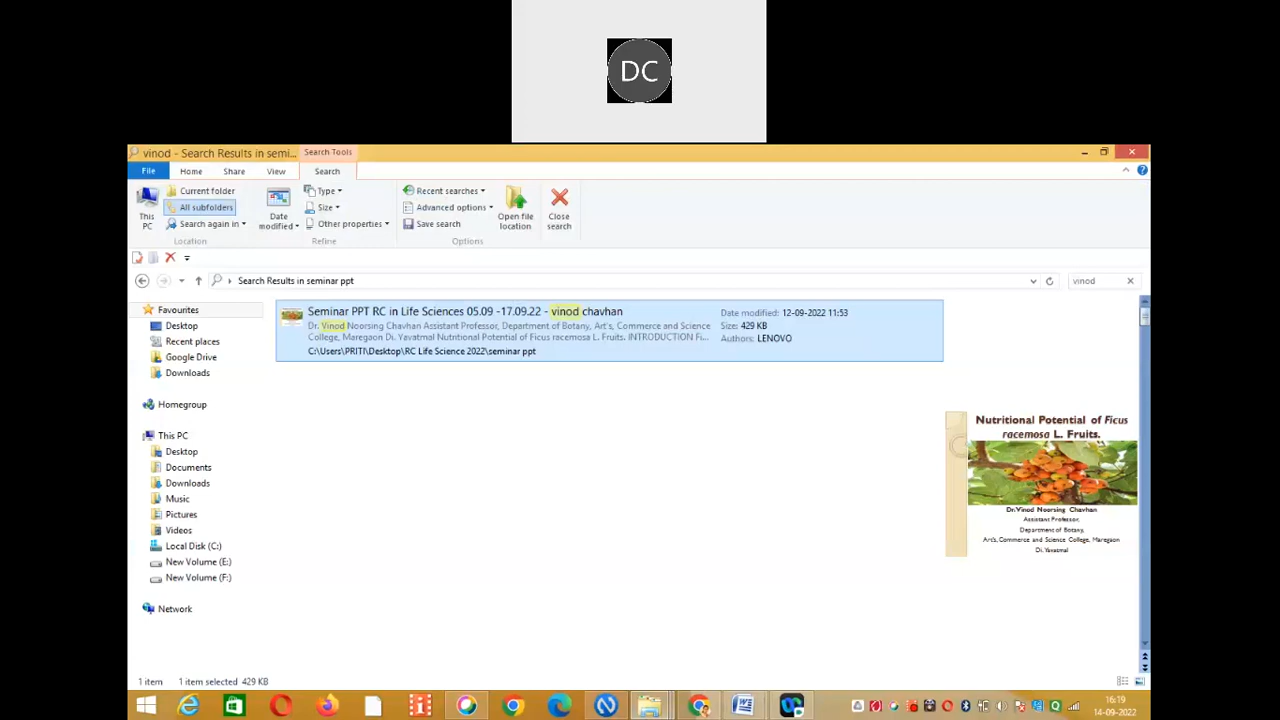 DC
vinod - Search Results in semi...
Search Tools
File
Home
Share
View
Search
This PC
Current folder
All subfolders
Search again in
Location
Date modified
Type
Size
Other properties
Refine
Recent searches
Advanced options
Save search
Options
Open file location
Close search
Search Results in seminar ppt
vinod
Favourites
Desktop
Recent places
Google Drive
Downloads
Homegroup
This PC
Desktop
Documents
Downloads
Music
Pictures
Videos
Local Disk (C:)
New Volume (E:)
New Volume (F:)
Network
Seminar PPT RC in Life Sciences 05.09 -17.09.22 - vinod chavhan
Dr. Vinod Noorsing Chavhan Assistant Professor, Department of Botany, Art's, Commerce and Science
College, Maregaon Di. Yavatmal Nutritional Potential of Ficus racemosa L. Fruits. INTRODUCTION Fi...
C:\Users\PRITI\Desktop\RC Life Science 2022\seminar ppt
Date modified: 12-09-2022 11:53
Size: 429 KB
Authors: LENOVO
Nutritional Potential of Ficus
racemosa L. Fruits.
Dr.Vinod Noorsing Chavhan
Assistant Professor,
Department of Botany,
Art's, Commerce and Science College, Maregaon
Di. Yavatmal
1 item
1 item selected 429 KB
16:19
14-09-2022